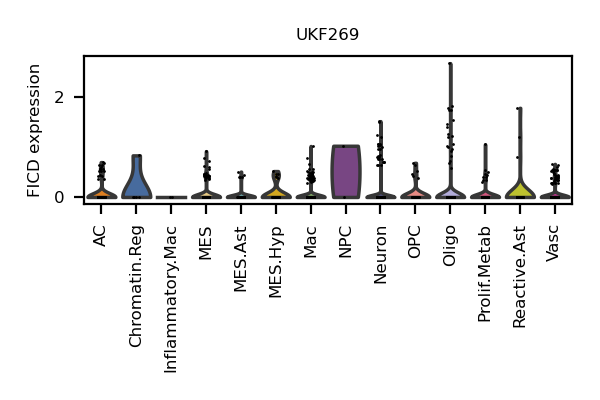 UKF269
FICD expression
2
0
AC
Chromatin.Reg
Inflammatory.Mac
MES
MES.Ast
MES.Hyp
Mac
NPC
Neuron
OPC
Oligo
Prolif.Metab
Reactive.Ast
Vasc